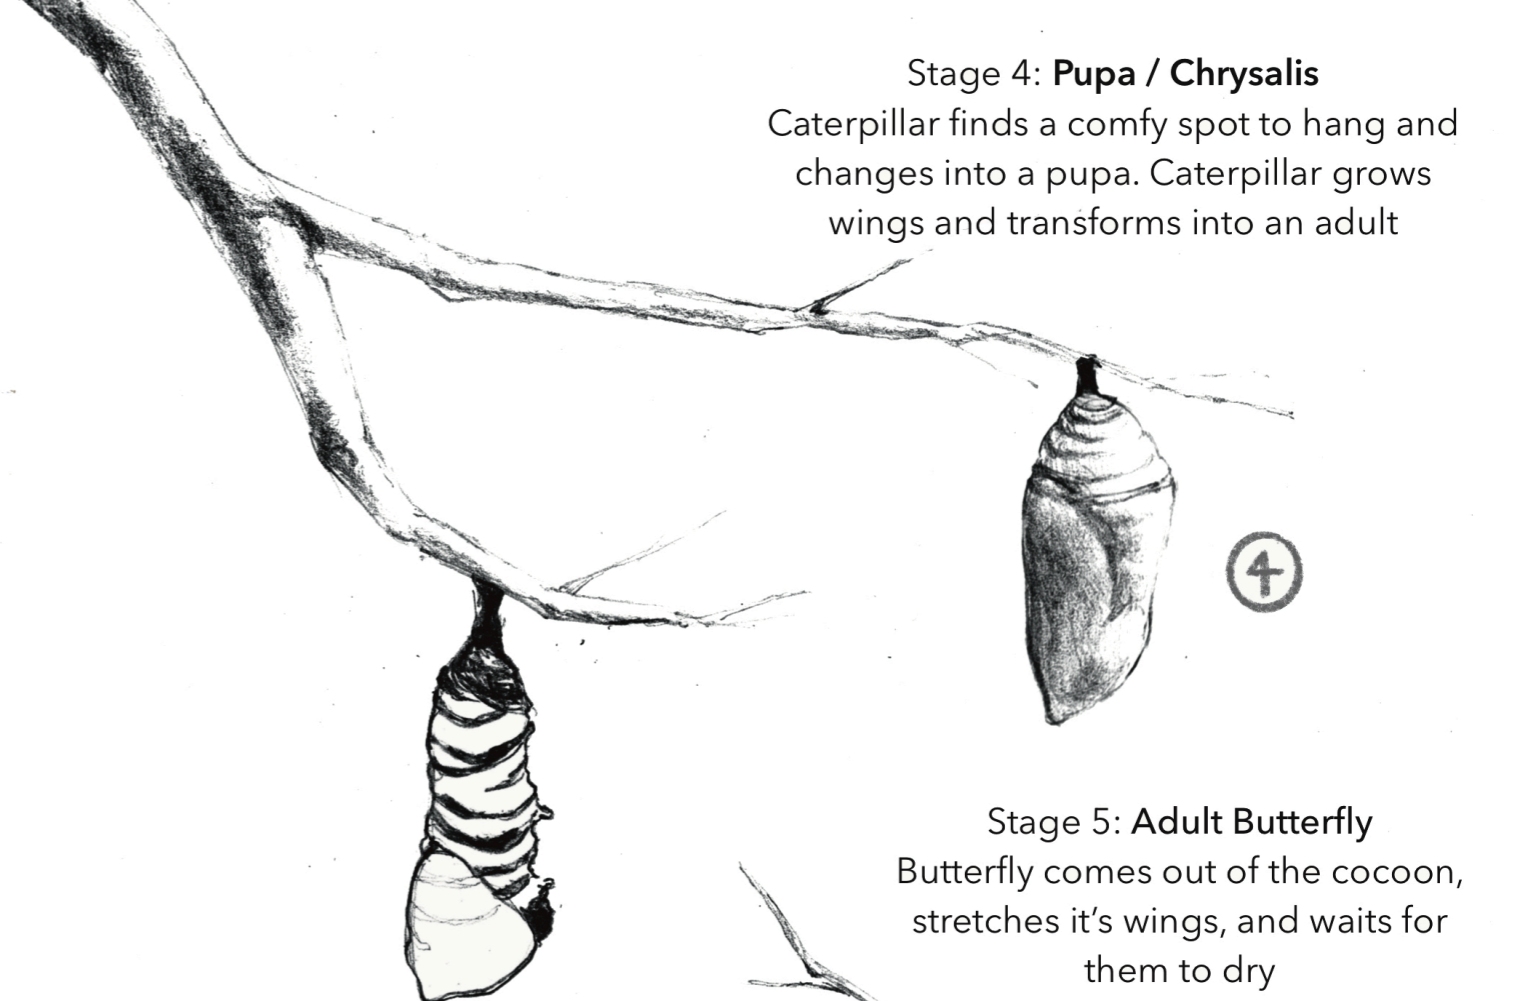 Stage 4: Pupa / Chrysalis
Caterpillar finds a comfy spot to hang and
changes into a pupa. Caterpillar grows
wings and transforms into an adult
4
Stage 5: Adult Butterfly
Butterfly comes out of the cocoon,
stretches it’s wings, and waits for
them to dry